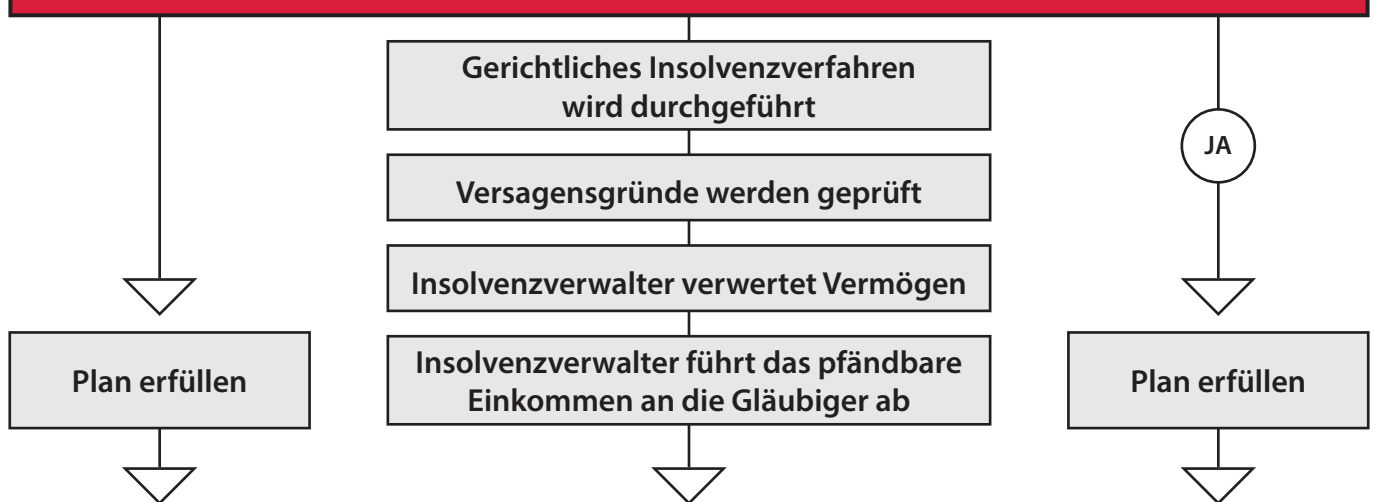 Gerichtliches Insolvenzverfahren
wird durchgeführt
JA
Versagensgründe werden geprüft
Insolvenzverwalter verwertet Vermögen
Plan erfüllen
Insolvenzverwalter führt das pfändbare
Einkommen an die Gläubiger ab
Plan erfüllen